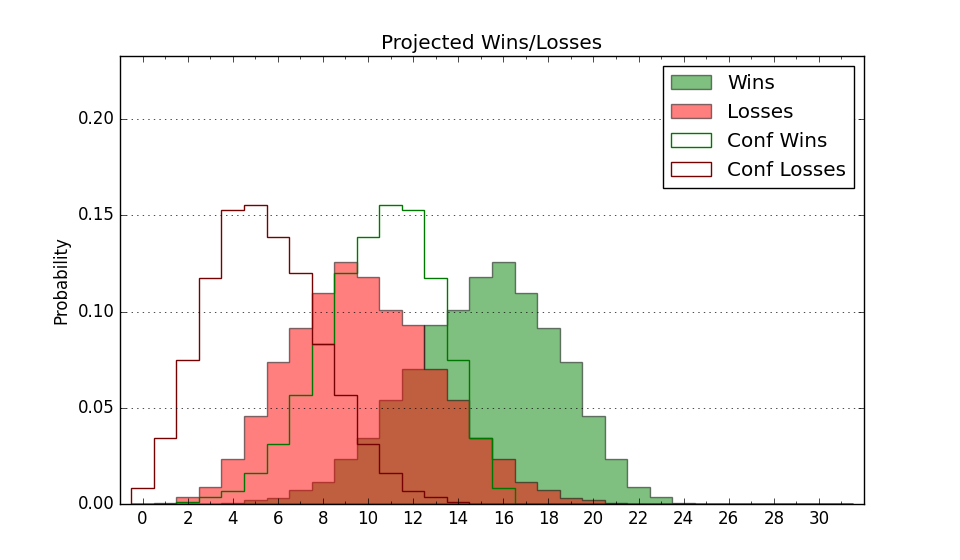 Projected Wins/Losses
Wins
Losses
Conf Wins
Conf Losses
Probability
0.20
0.15
0.10
0.05
0.00
0 2 4 6 8 10 12 14 16 18 20 22 24 26 28 30